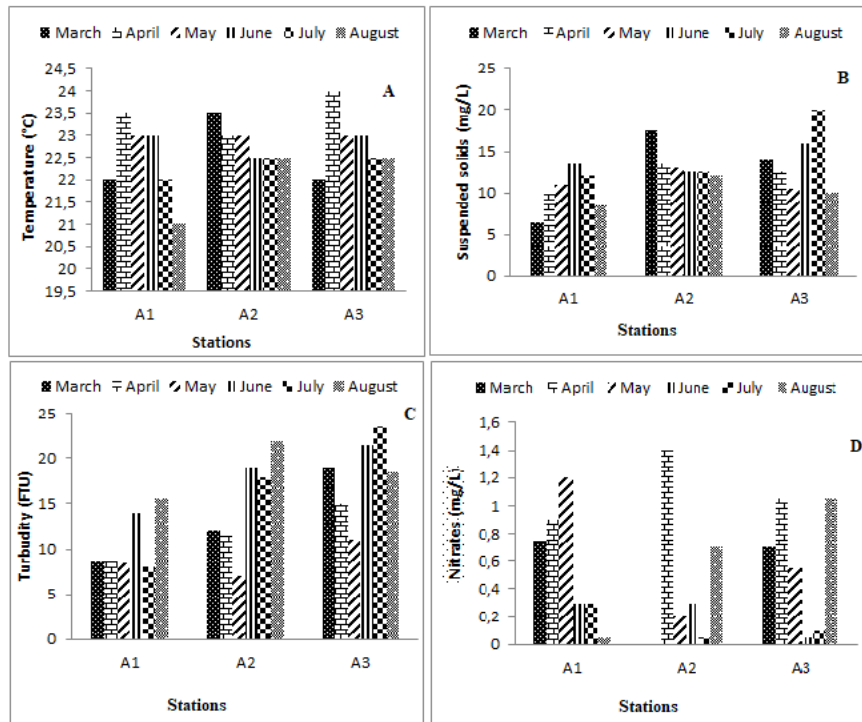 March April May June July August
A
Temperature (°C)
24,5
24
23,5
23
22,5
22
21,5
21
20,5
20
19,5
A1 A2 A3
Stations
March April May June July August
B
Suspended solids (mg/L)
25
20
15
10
5
0
A1 A2 A3
Stations
March April May June July August
C
Turbudity (FTU)
25
20
15
10
5
0
A1 A2 A3
Stations
March April May June July August
D
Nitrates (mg/L)
1,6
1,4
1,2
1
0,8
0,6
0,4
0,2
0
A1 A2 A3
Stations